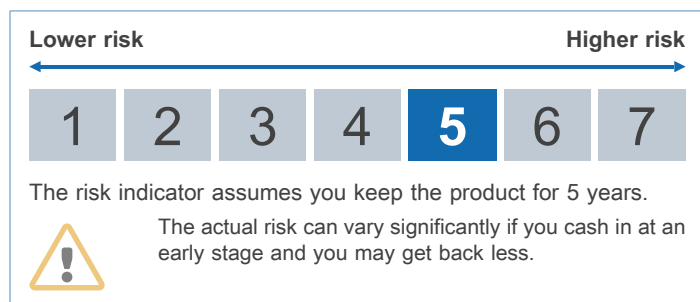 Lower risk Higher risk
1 2 3 4 5 6 7
The risk indicator assumes you keep the product for 5 years.
The actual risk can vary significantly if you cash in at an
early stage and you may get back less.